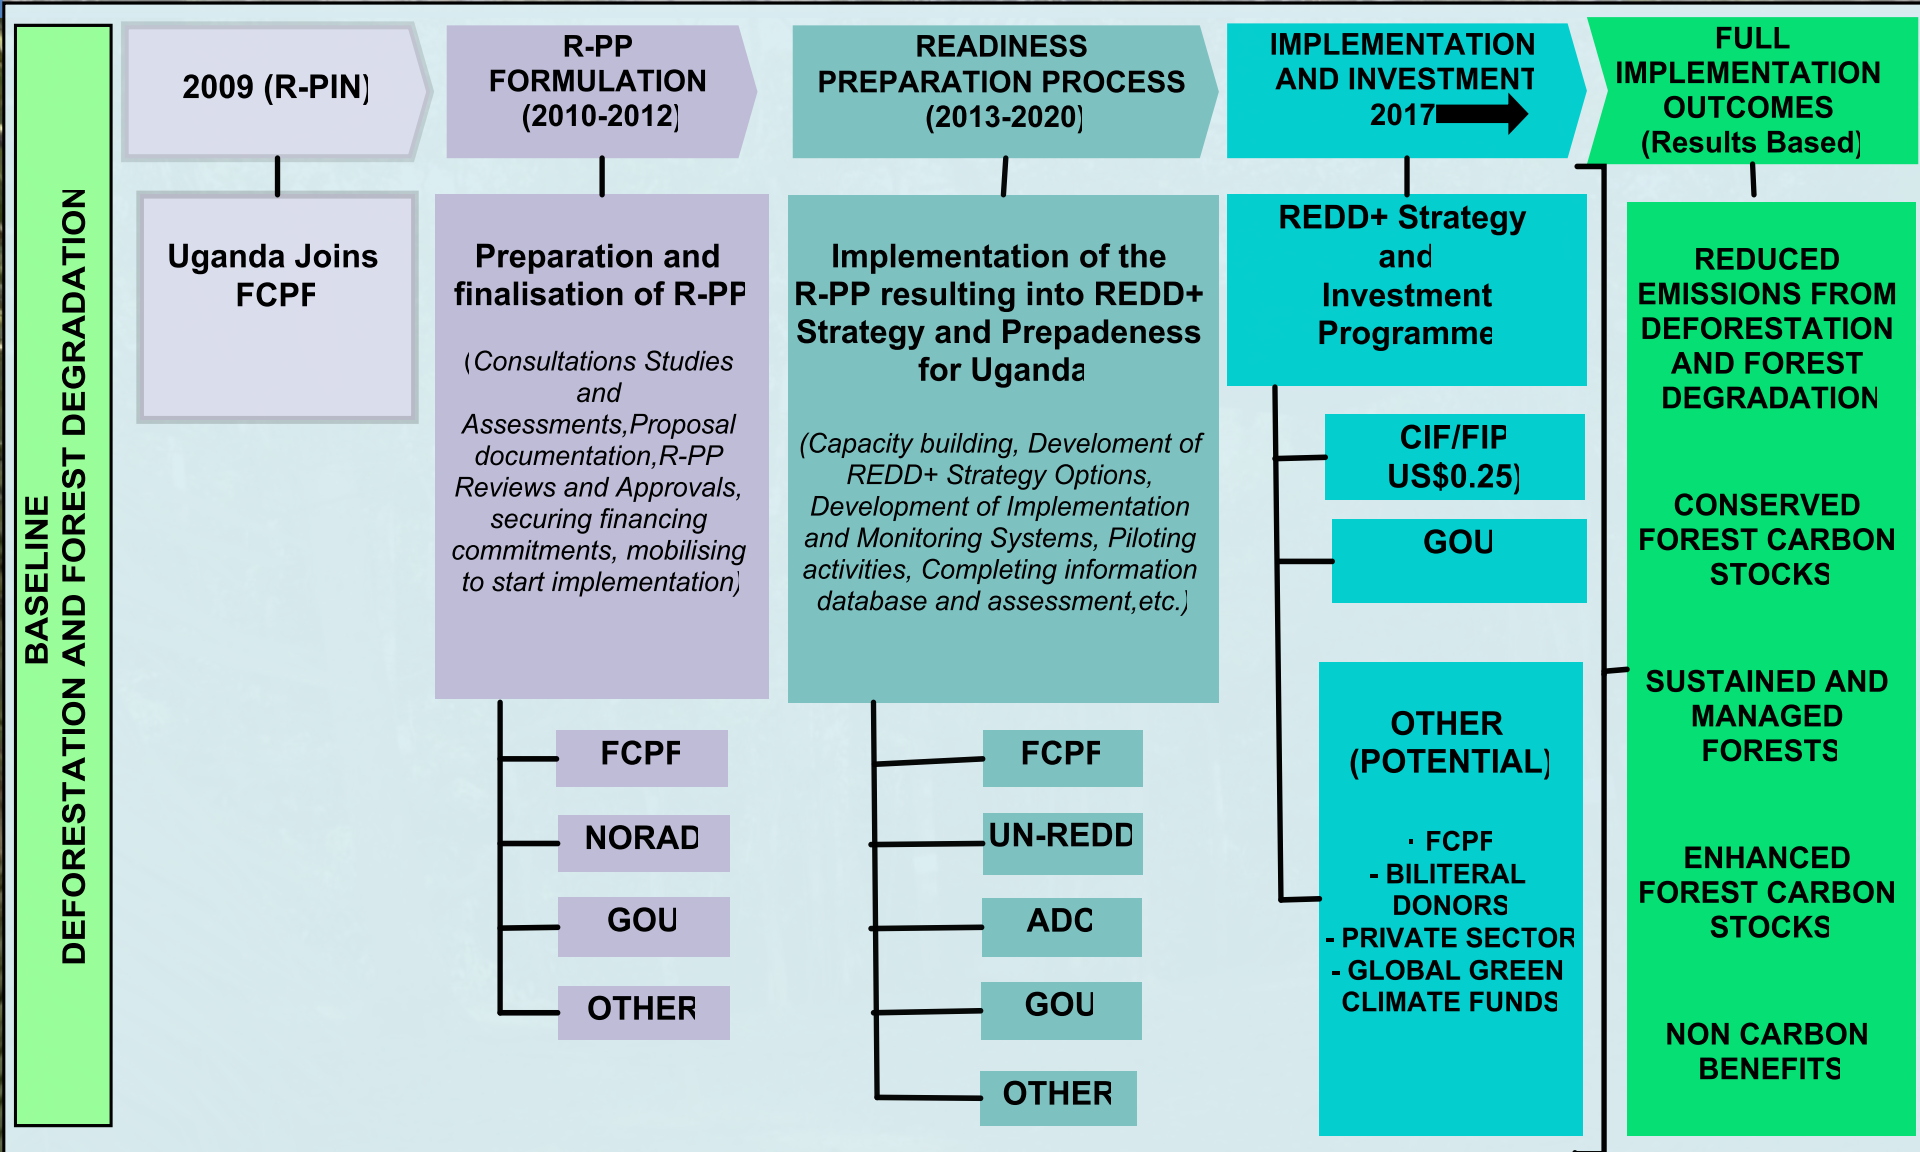 BASELINE
DEFORESTATION AND FOREST DEGRADATION
2009 (R-PIN)
Uganda Joins
FCPF
R-PP
FORMULATION
(2010-2012)
Preparation and
finalisation of R-PP
(Consultations Studies
and
Assessments,Proposal
documentation,R-PP
Reviews and Approvals,
securing financing
commitments, mobilising
to start implementation)
FCPF
NORAD
GOU
OTHER
READINESS
PREPARATION PROCESS
(2013-2020)
Implementation of the
R-PP resulting into REDD+
Strategy and Prepadeness
for Uganda
(Capacity building, Develoment of
REDD+ Strategy Options,
Development of Implementation
and Monitoring Systems, Piloting
activities, Completing information
database and assessment,etc.)
FCPF
UN-REDD
ADC
GOU
OTHER
IMPLEMENTATION
AND INVESTMENT
2017
REDD+ Strategy
and
Investment
Programme
CIF/FIP
US$0.25)
GOU
OTHER
(POTENTIAL)
· FCPF
- BILITERAL
DONORS
- PRIVATE SECTOR
- GLOBAL GREEN
CLIMATE FUNDS
FULL
IMPLEMENTATION
OUTCOMES
(Results Based)
REDUCED
EMISSIONS FROM
DEFORESTATION
AND FOREST
DEGRADATION
CONSERVED
FOREST CARBON
STOCKS
SUSTAINED AND
MANAGED
FORESTS
ENHANCED
FOREST CARBON
STOCKS
NON CARBON
BENEFITS